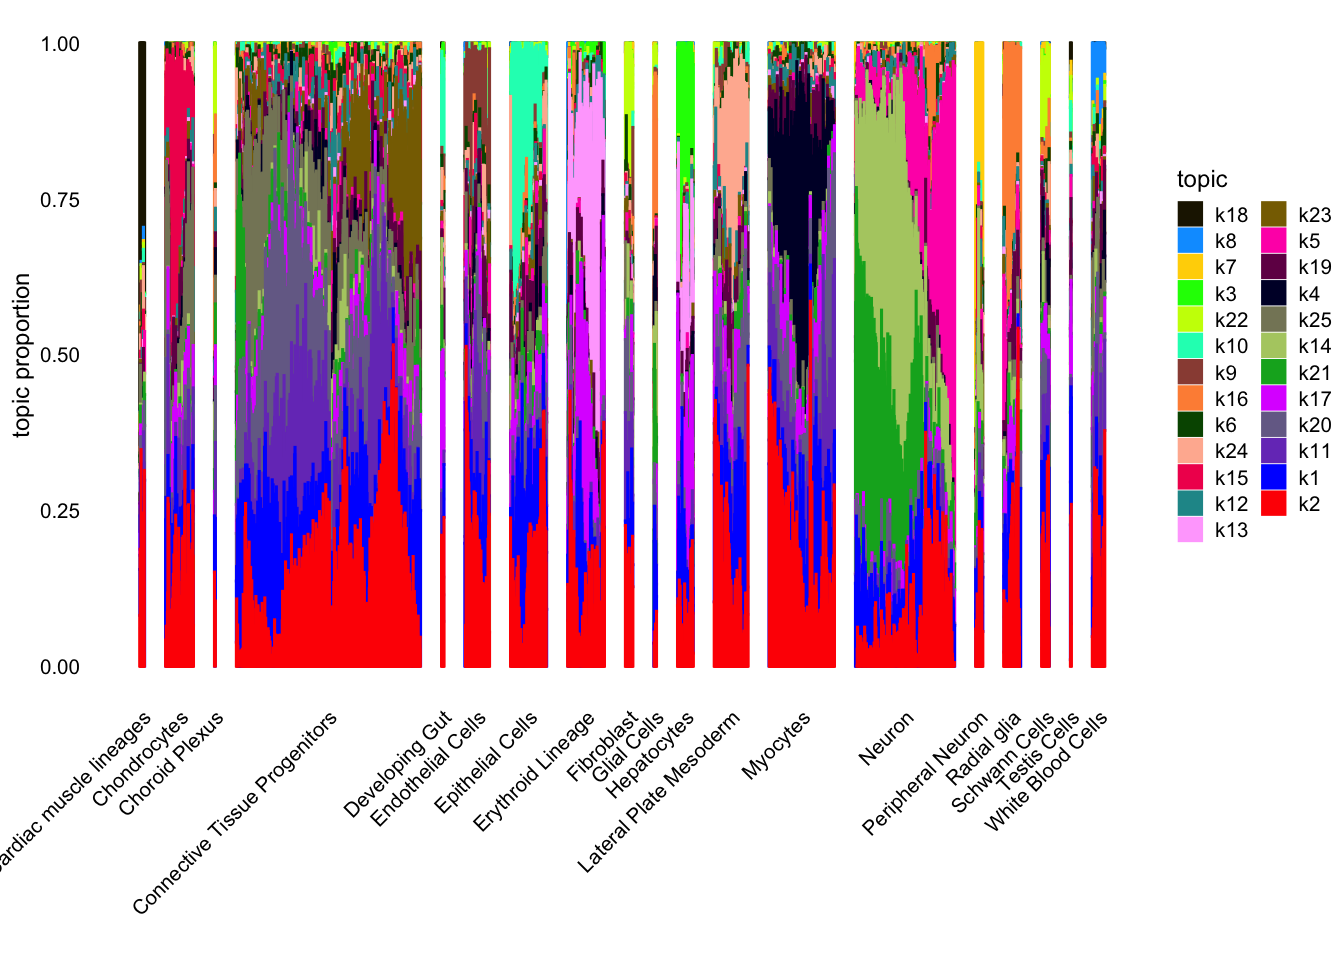 1.00
0.75
0.50
0.25
0.00
topic proportion
Chondrocytes
Choroid Plexus
Connective Tissue Progenitors
Developing Gut
Endothelial Cells
Epithelial Cells
Erythroid Lineage
Fibroblast
Glial Cells
Hepatocytes
Lateral Plate Mesoderm
Myocytes
Neuron
Peripheral Neuron
Radial glia
Schwann Cells
Testis Cells
White Blood Cells
muscle lineages
topic
k18 k23
k8 k5
k7 k19
k3 k4
k22 k25
k10 k14
k9 k21
k16 k17
k6 k20
k24 k11
k15 k1
k12 k2
k13